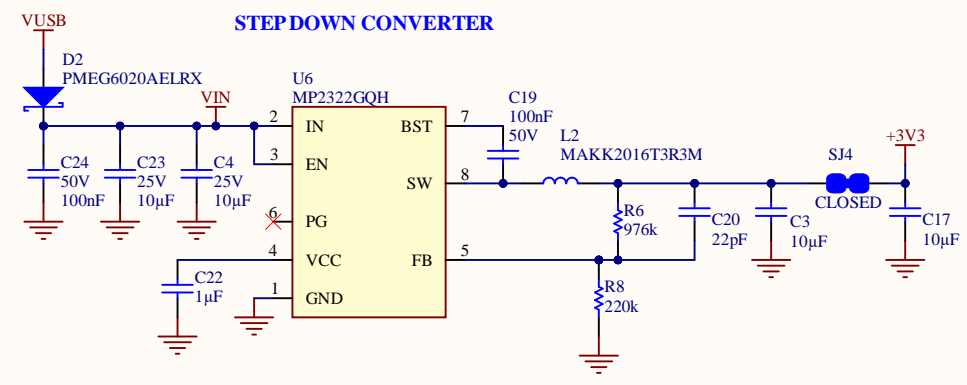 STEP DOWN CONVERTER
VUSB
D2
PMEG6020AELRX
VIN
U6
MP2322GQH
2
IN
3
EN
6
PG
4
VCC
1
GND
BST
7
SW
8
FB
5
C24
50V
100nF
C23
25V
10µF
C4
25V
10µF
C22
1µF
C19
100nF
50V
L2
MAKK2016T3R3M
R6
976k
C20
22pF
R8
220k
C3
10µF
SJ4
CLOSED
+3V3
C17
10µF